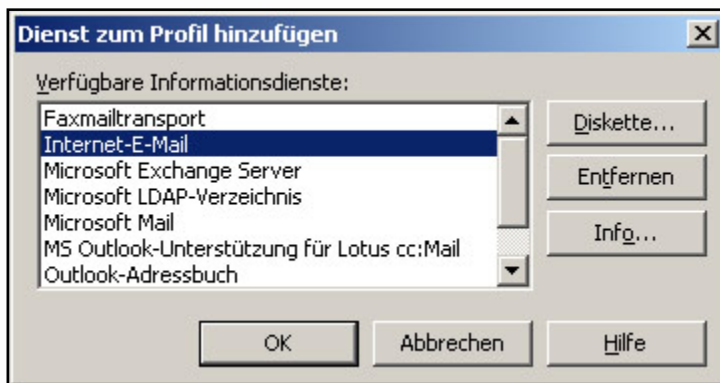 Dienst zum Profil hinzufügen
Verfügbare Informationsdienste:
Faxmailtransport
Internet-E-Mail
Microsoft Exchange Server
Microsoft LDAP-Verzeichnis
Microsoft Mail
MS Outlook-Unterstützung für Lotus cc:Mail
Outlook-Adressbuch
Diskette...
Entfernen
Info...
OK
Abbrechen
Hilfe